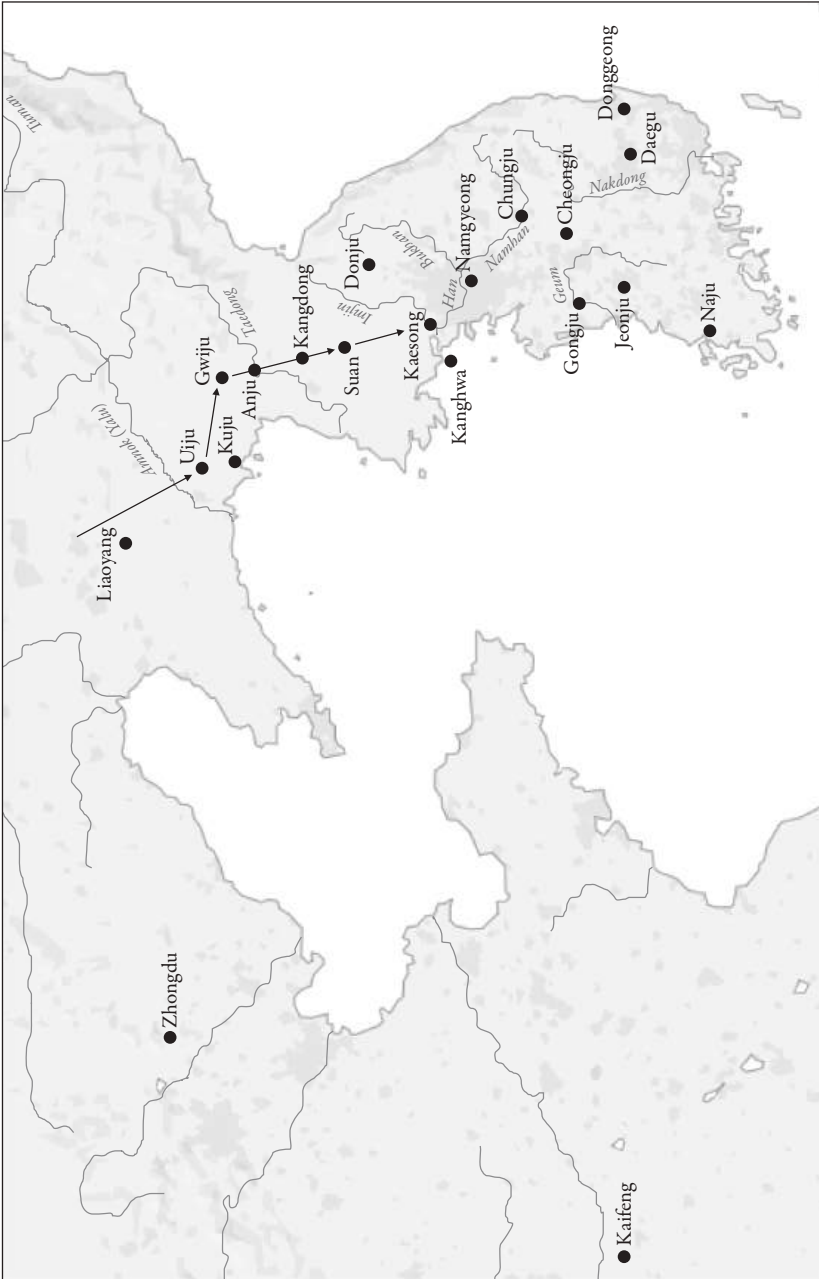 Tuman
Amnok (Yalu)
Liaoyang
Uiju
Kuju
Gwiju
Anju
Taedong
Kangdong
Suan
Donju
Imjin
Bukhan
Kaesong
Han
Kanghwa
Namgyeong
Namhan
Chungju
Cheongju
Geum
Gongju
Jeonju
Naju
Nakdong
Donggeong
Daegu
Zhongdu
Kaifeng